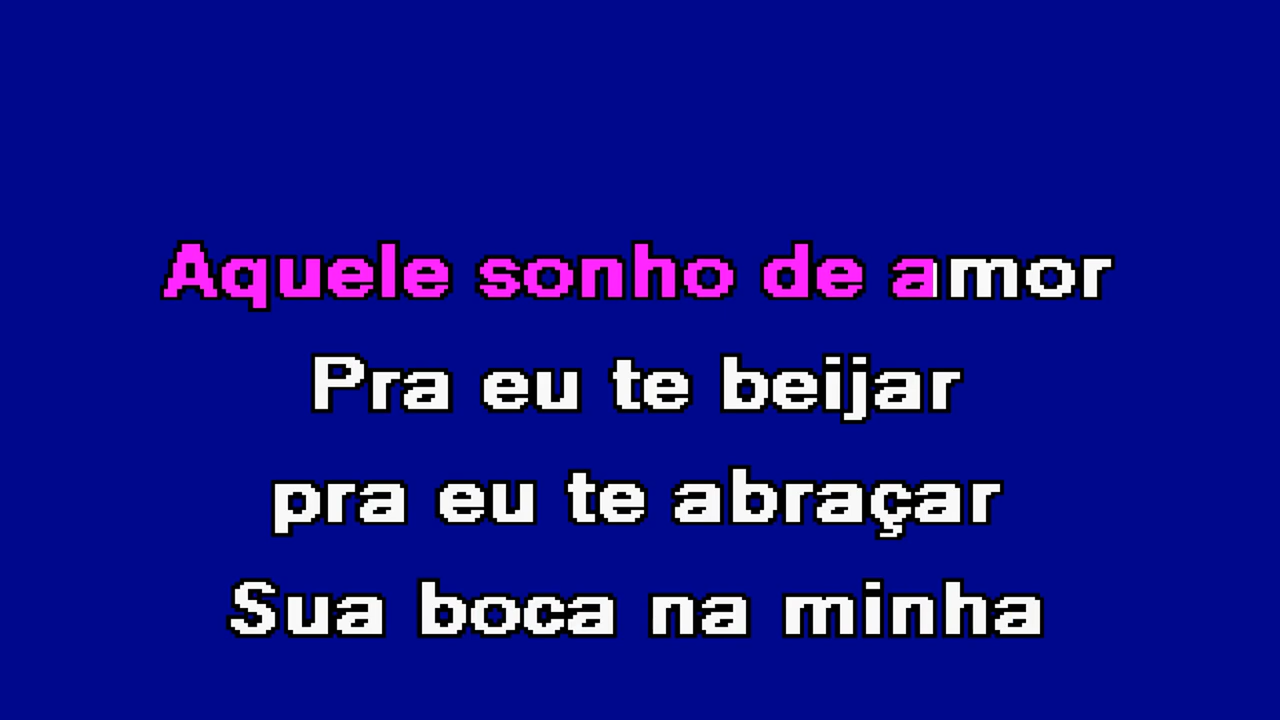 Aquele sonho de amor
Pra eu te beijar
pra eu te abraçar
Sua boca na minha